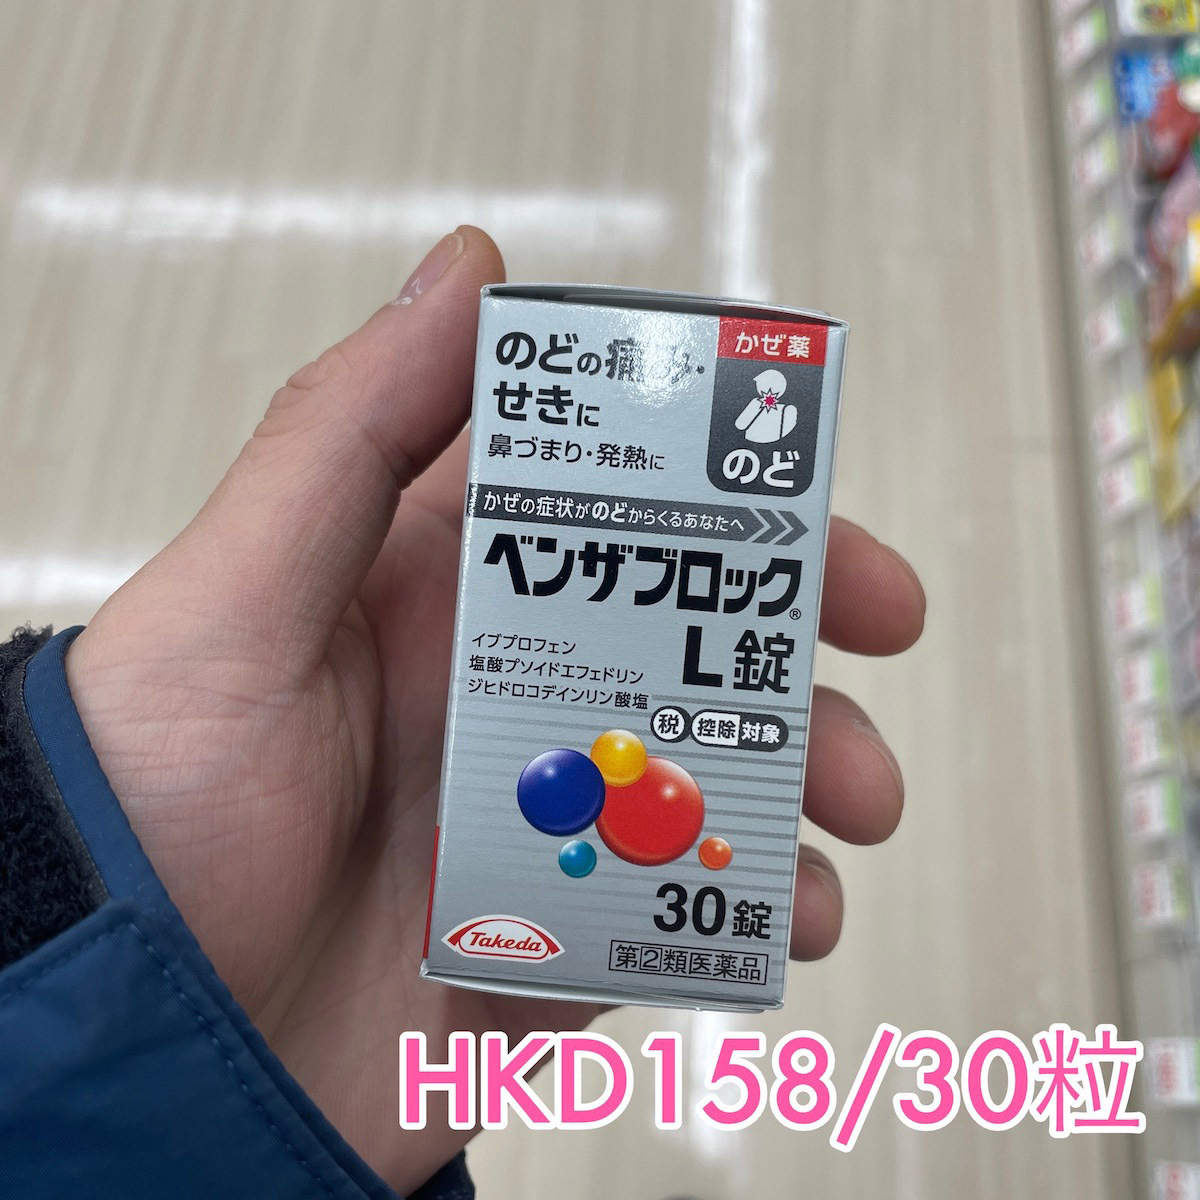 のどの痛み・
せきに
鼻づまり・発熱に
かぜ薬
のど
かぜの症状がのどからくるあなたへ
ベンザブロック®
L錠
イブプロフェン
塩酸プソイドエフェドリン
ジヒドロコデインリン酸塩
税 控除対象
30錠
Takeda
第②類医薬品
HKD158/30粒